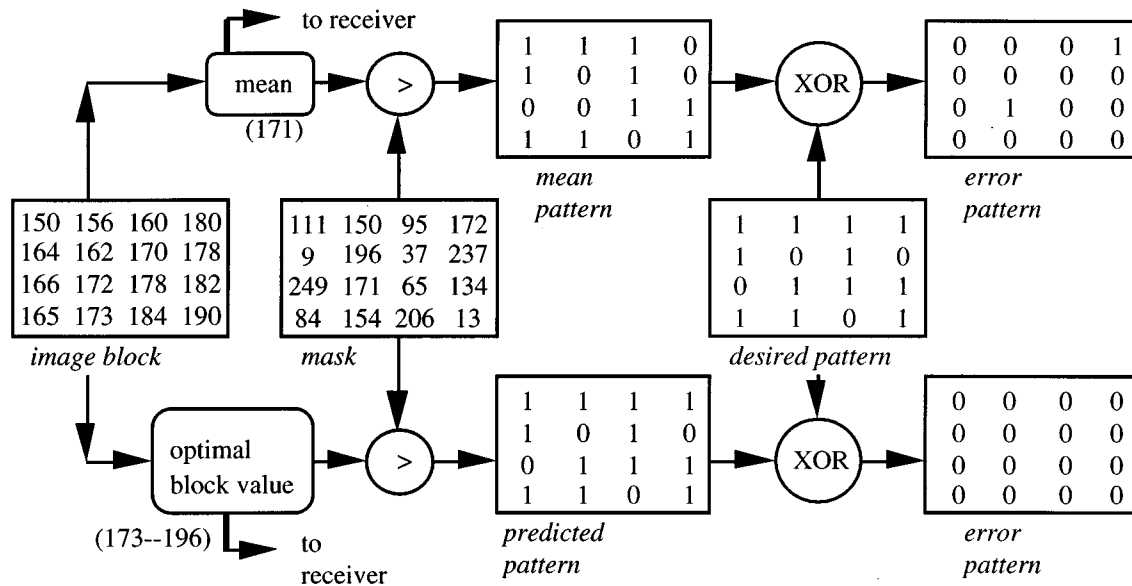 to receiver
mean
(171)
>
1 1 1 0
1 0 1 0
0 0 1 1
1 1 0 1
mean
pattern
XOR
0 0 0 1
0 0 0 0
0 1 0 0
0 0 0 0
error
pattern
150 156 160 180
164 162 170 178
166 172 178 182
165 173 184 190
image block
111 150 95 172
9 196 37 237
249 171 65 134
84 154 206 13
mask
1 1 1 1
1 0 1 0
0 1 1 1
1 1 0 1
desired pattern
optimal
block value
(173--196)
to
receiver
>
1 1 1 1
1 0 1 0
0 1 1 1
1 1 0 1
predicted
pattern
XOR
0 0 0 0
0 0 0 0
0 0 0 0
0 0 0 0
error
pattern